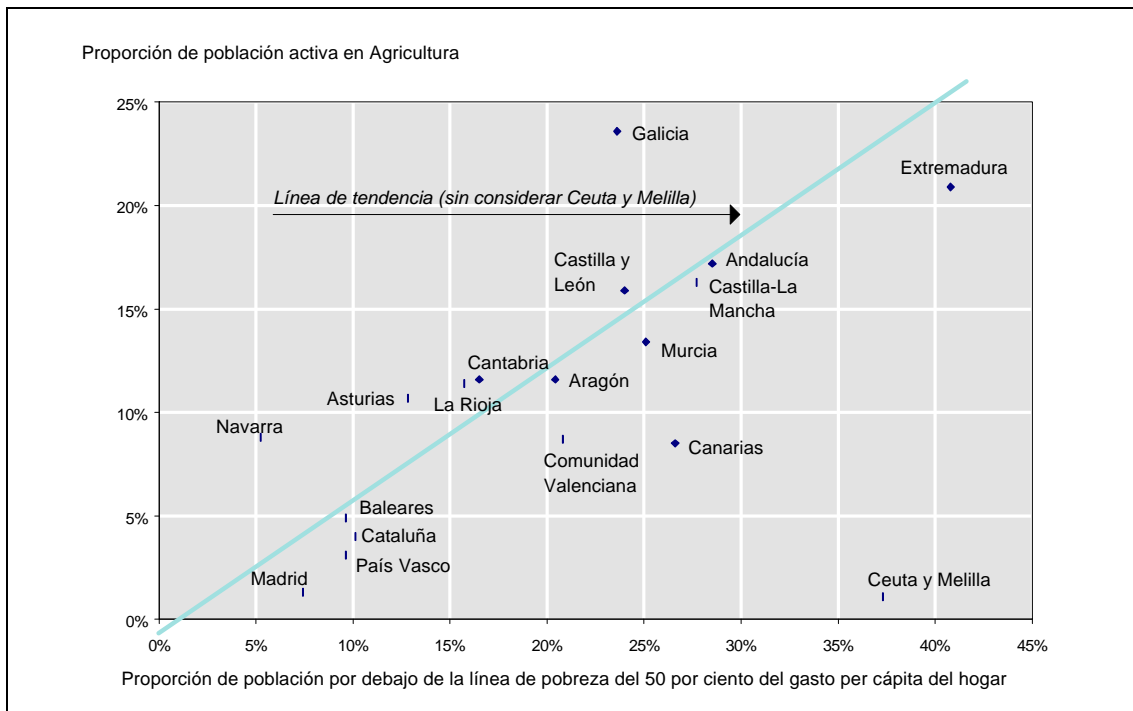 Proporción de población activa en Agricultura
25%
Galicia
Extremadura
20%
Línea de tendencia (sin considerar Ceuta y Melilla)
Castilla y
León
Andalucía
Castilla-La
Mancha
15%
Murcia
Cantabria
Aragón
Asturias
La Rioja
10%
Navarra
Comunidad
Valenciana
Canarias
5%
Baleares
Cataluña
País Vasco
Madrid
Ceuta y Melilla
0%
0% 5% 10% 15% 20% 25% 30% 35% 40% 45%
Proporción de población por debajo de la línea de pobreza del 50 por ciento del gasto per cápita del hogar